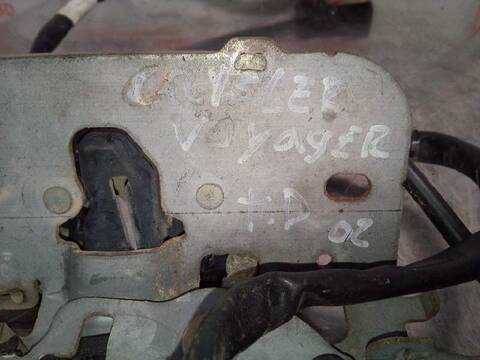 CRYSLER
VOYAGER
T.D 02